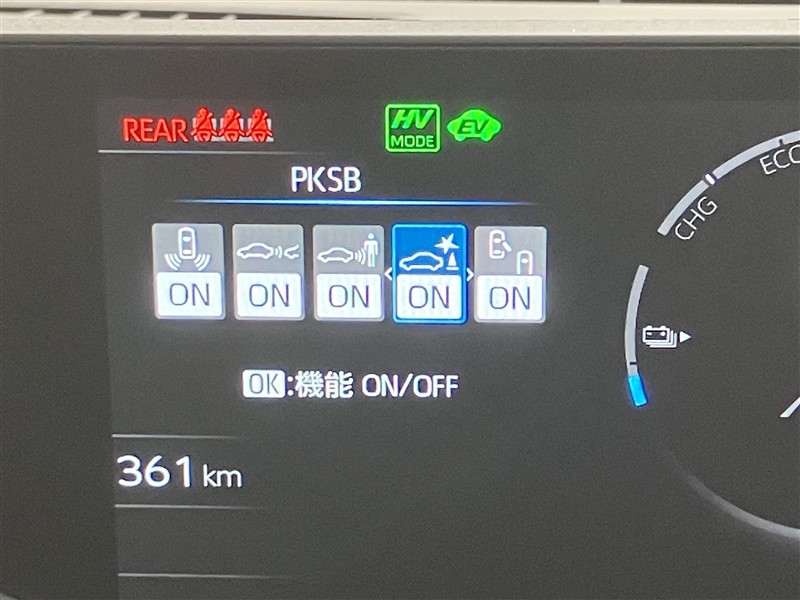 REAR
HV
MODE
EV
PKSB
ON ON ON ON ON
OK:機能 ON/OFF
361 km
CHG
ECO